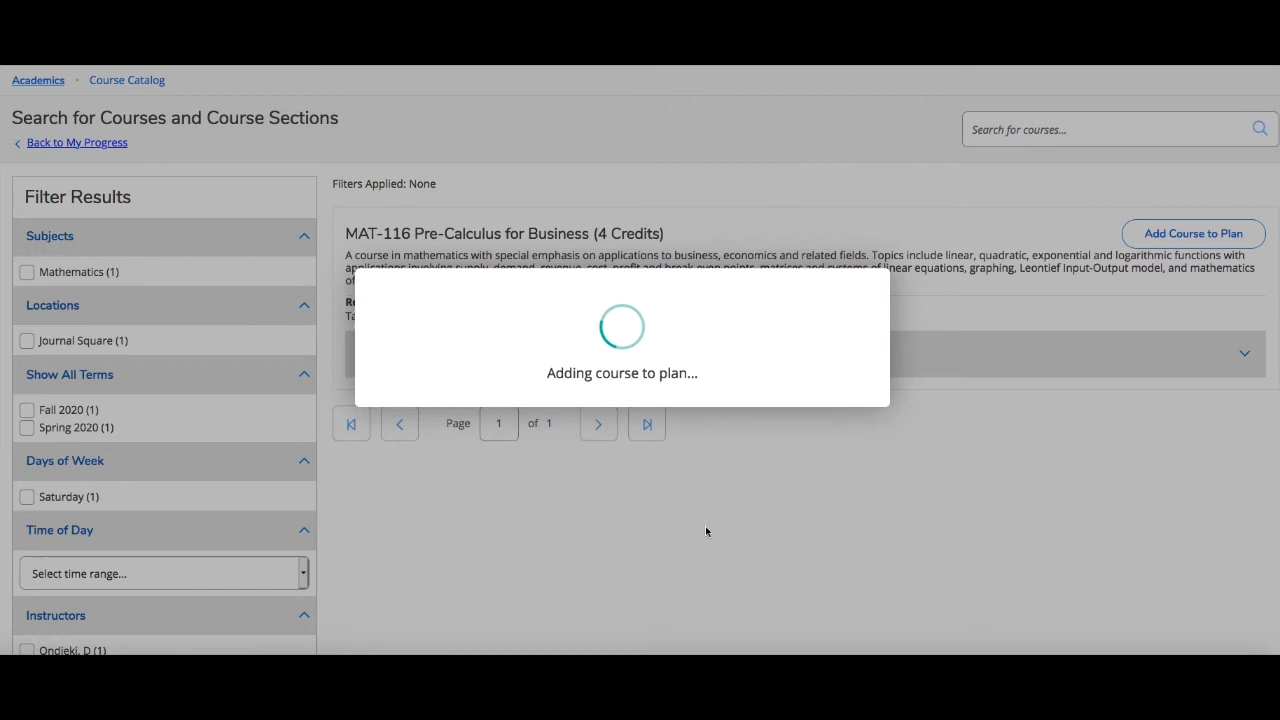 Academics · Course Catalog
Search for Courses and Course Sections
Back to My Progress
Search for courses...
Filter Results
Subjects
Mathematics (1)
Locations
Journal Square (1)
Show All Terms
Fall 2020 (1)
Spring 2020 (1)
Days of Week
Saturday (1)
Time of Day
Select time range...
Instructors
Ondieki, D (1)
Filters Applied: None
MAT-116 Pre-Calculus for Business (4 Credits)
Add Course to Plan
A course in mathematics with special emphasis on applications to business, economics and related fields. Topics include linear, quadratic, exponential and logarithmic functions with
applications involving supply, demand, revenue, cost, profit and break even points, matrices and systems of linear equations, graphing, Leontief Input-Output model, and mathematics
Adding course to plan...
Page 1 of 1